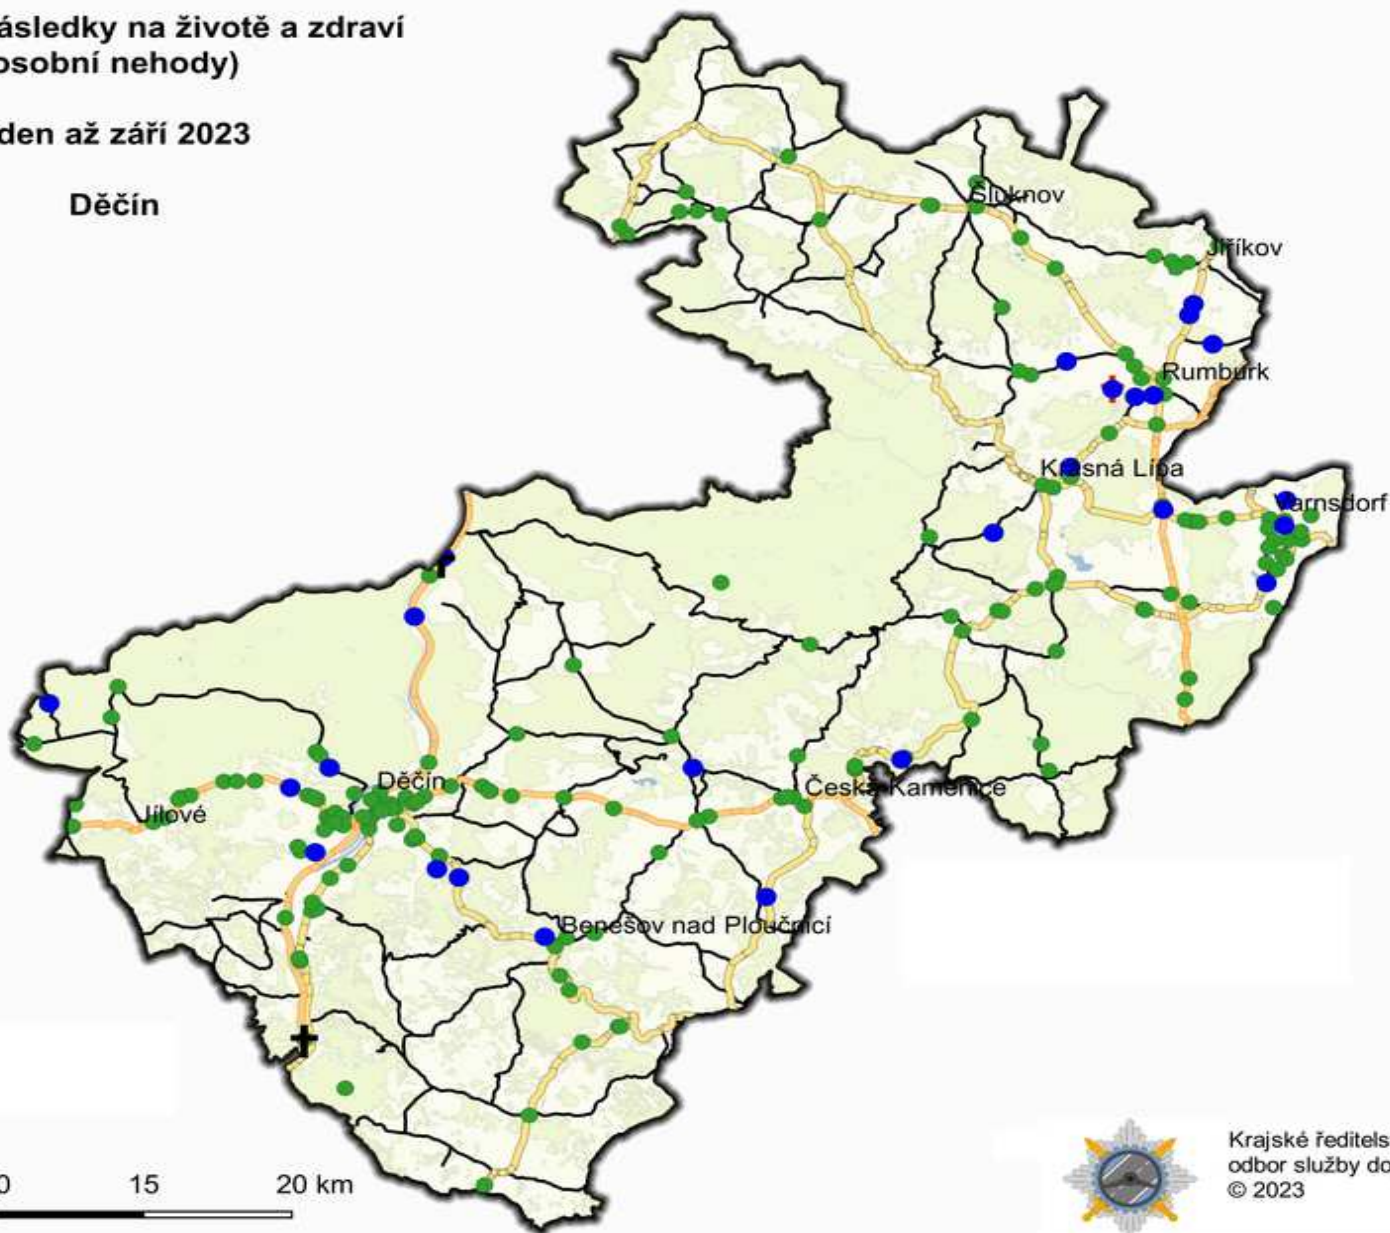 ásledky na životě a zdraví
osobní nehody)
den až září 2023
Děčín
Šluknov
Jiříkov
Rumburk
Krásná Lípa
Varnsdorf
Děčín
Česká Kamenice
Jílové
Benešov nad Ploučnicí
0 15 20 km
Krajské ředitels
odbor služby do
© 2023